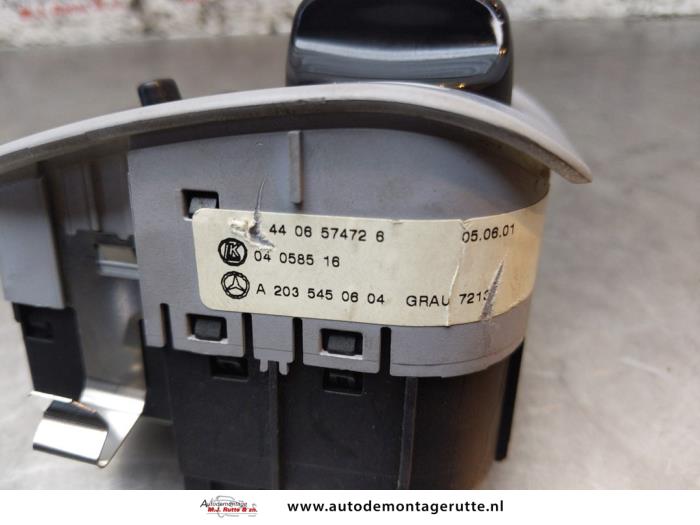 44 06 57472 6 05.06.01
LK 04 0585 16
A 203 545 06 04 GRAU 7213
Autodemontage
M.J. Rutte & zn.
www.autodemontagerutte.nl